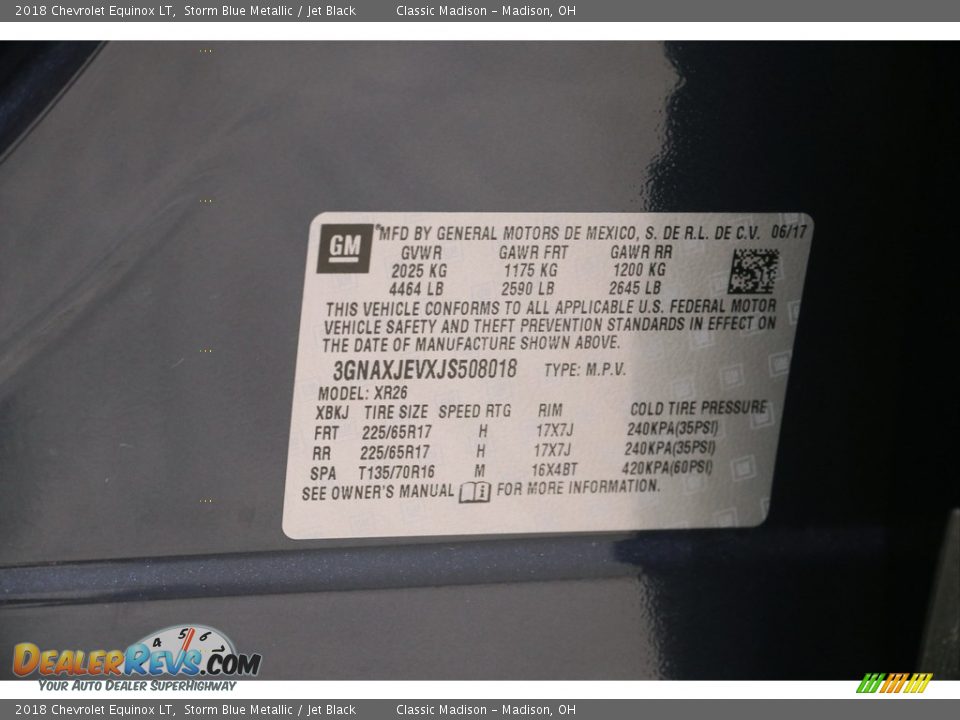 2018 Chevrolet Equinox LT, Storm Blue Metallic / Jet Black Classic Madison – Madison, OH
GM ® MFD BY GENERAL MOTORS DE MEXICO, S. DE R.L. DE C.V. 06/17
GVWR GAWR FRT GAWR RR
2025 KG 1175 KG 1200 KG
4464 LB 2590 LB 2645 LB
THIS VEHICLE CONFORMS TO ALL APPLICABLE U.S. FEDERAL MOTOR
VEHICLE SAFETY AND THEFT PREVENTION STANDARDS IN EFFECT ON
THE DATE OF MANUFACTURE SHOWN ABOVE.
3GNAXJEVXJS508018 TYPE: M.P.V.
MODEL: XR26
XBKJ TIRE SIZE SPEED RTG RIM COLD TIRE PRESSURE
FRT 225/65R17 H 17X7J 240KPA(35PSI)
RR 225/65R17 H 17X7J 240KPA(35PSI)
SPA T135/70R16 M 16X4BT 420KPA(60PSI)
SEE OWNER'S MANUAL i FOR MORE INFORMATION.
4 5 6
DEALERREVS.COM
YOUR AUTO DEALER SUPERHIGHWAY
2018 Chevrolet Equinox LT, Storm Blue Metallic / Jet Black Classic Madison – Madison, OH